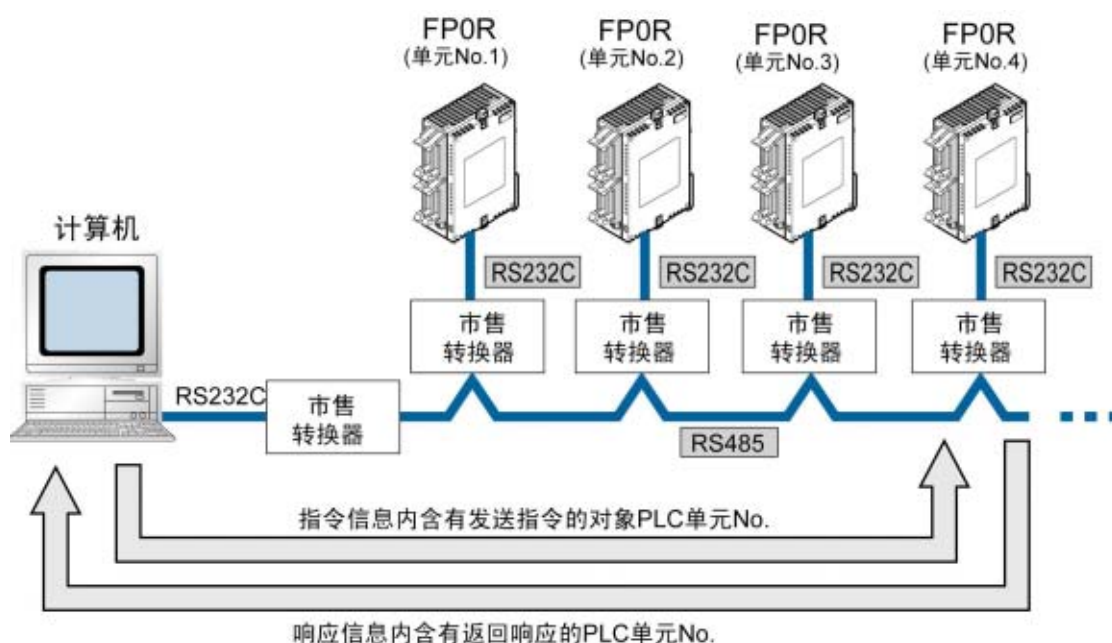 FP0R
(单元No.1)
FP0R
(单元No.2)
FP0R
(单元No.3)
FP0R
(单元No.4)
计算机
RS232C
RS232C
RS232C
RS232C
市售
转换器
市售
转换器
市售
转换器
市售
转换器
RS232C
市售
转换器
RS485
指令信息内含有发送指令的对象PLC单元No.
响应信息内含有返回响应的PLC单元No.